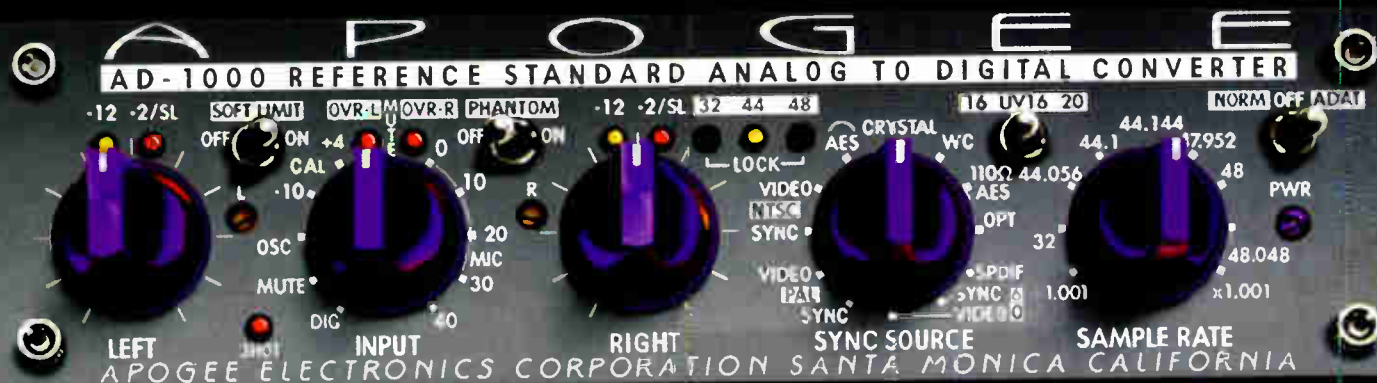 APOGEE
AD-1000 REFERENCE STANDARD ANALOG TO DIGITAL CONVERTER
-12 -2/SL
SOFT LIMIT
OFF ON
L
LEFT
OVR-L MUTE OVR-R
+4 0
CAL
-10 10
OSC 20
MIC
MUTE 30
DIG 40
INPUT
PHANTOM
OFF ON
R
-12 -2/SL
RIGHT
32 44 48
LOCK
AES CRYSTAL WC
VIDEO 110Ω AES
NTSC
SYNC OPT
VIDEO SPDIF
PAL SYNC
SYNC VIDEO
SYNC SOURCE
16 UV16 20
44.144
44.1 47.952
44.056 48
32 48.048
1.001 x1.001
SAMPLE RATE
NORM OFF ADAT
PWR
APOGEE ELECTRONICS CORPORATION SANTA MONICA CALIFORNIA